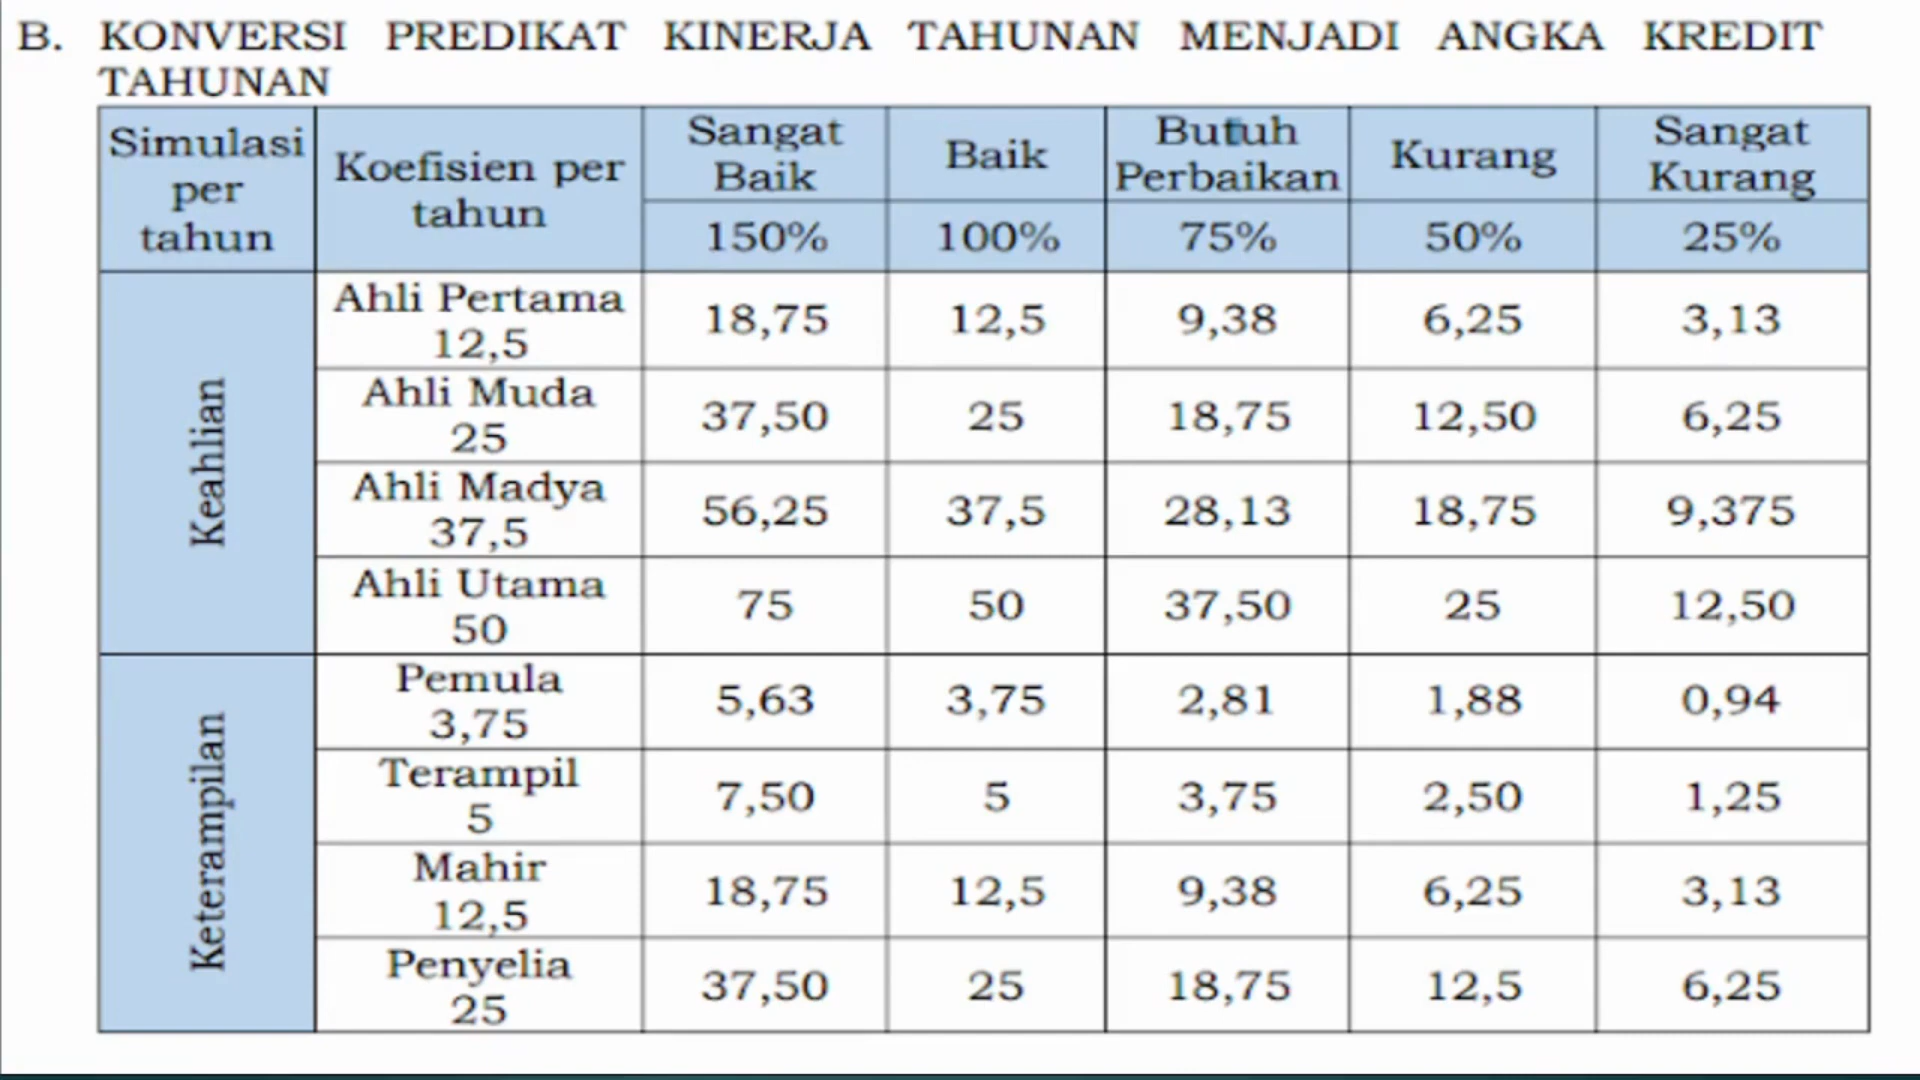 B. KONVERSI PREDIKAT KINERJA TAHUNAN MENJADI ANGKA KREDIT
TAHUNAN
Simulasi
per
tahun
Koefisien per
tahun
Sangat
Baik
Baik
Butuh
Perbaikan
Kurang
Sangat
Kurang
150% 100% 75% 50% 25%
Keahlian
Ahli Pertama
12,5
18,75 12,5 9,38 6,25 3,13
Ahli Muda
25
37,50 25 18,75 12,50 6,25
Ahli Madya
37,5
56,25 37,5 28,13 18,75 9,375
Ahli Utama
50
75 50 37,50 25 12,50
Keterampilan
Pemula
3,75
5,63 3,75 2,81 1,88 0,94
Terampil
5
7,50 5 3,75 2,50 1,25
Mahir
12,5
18,75 12,5 9,38 6,25 3,13
Penyelia
25
37,50 25 18,75 12,5 6,25